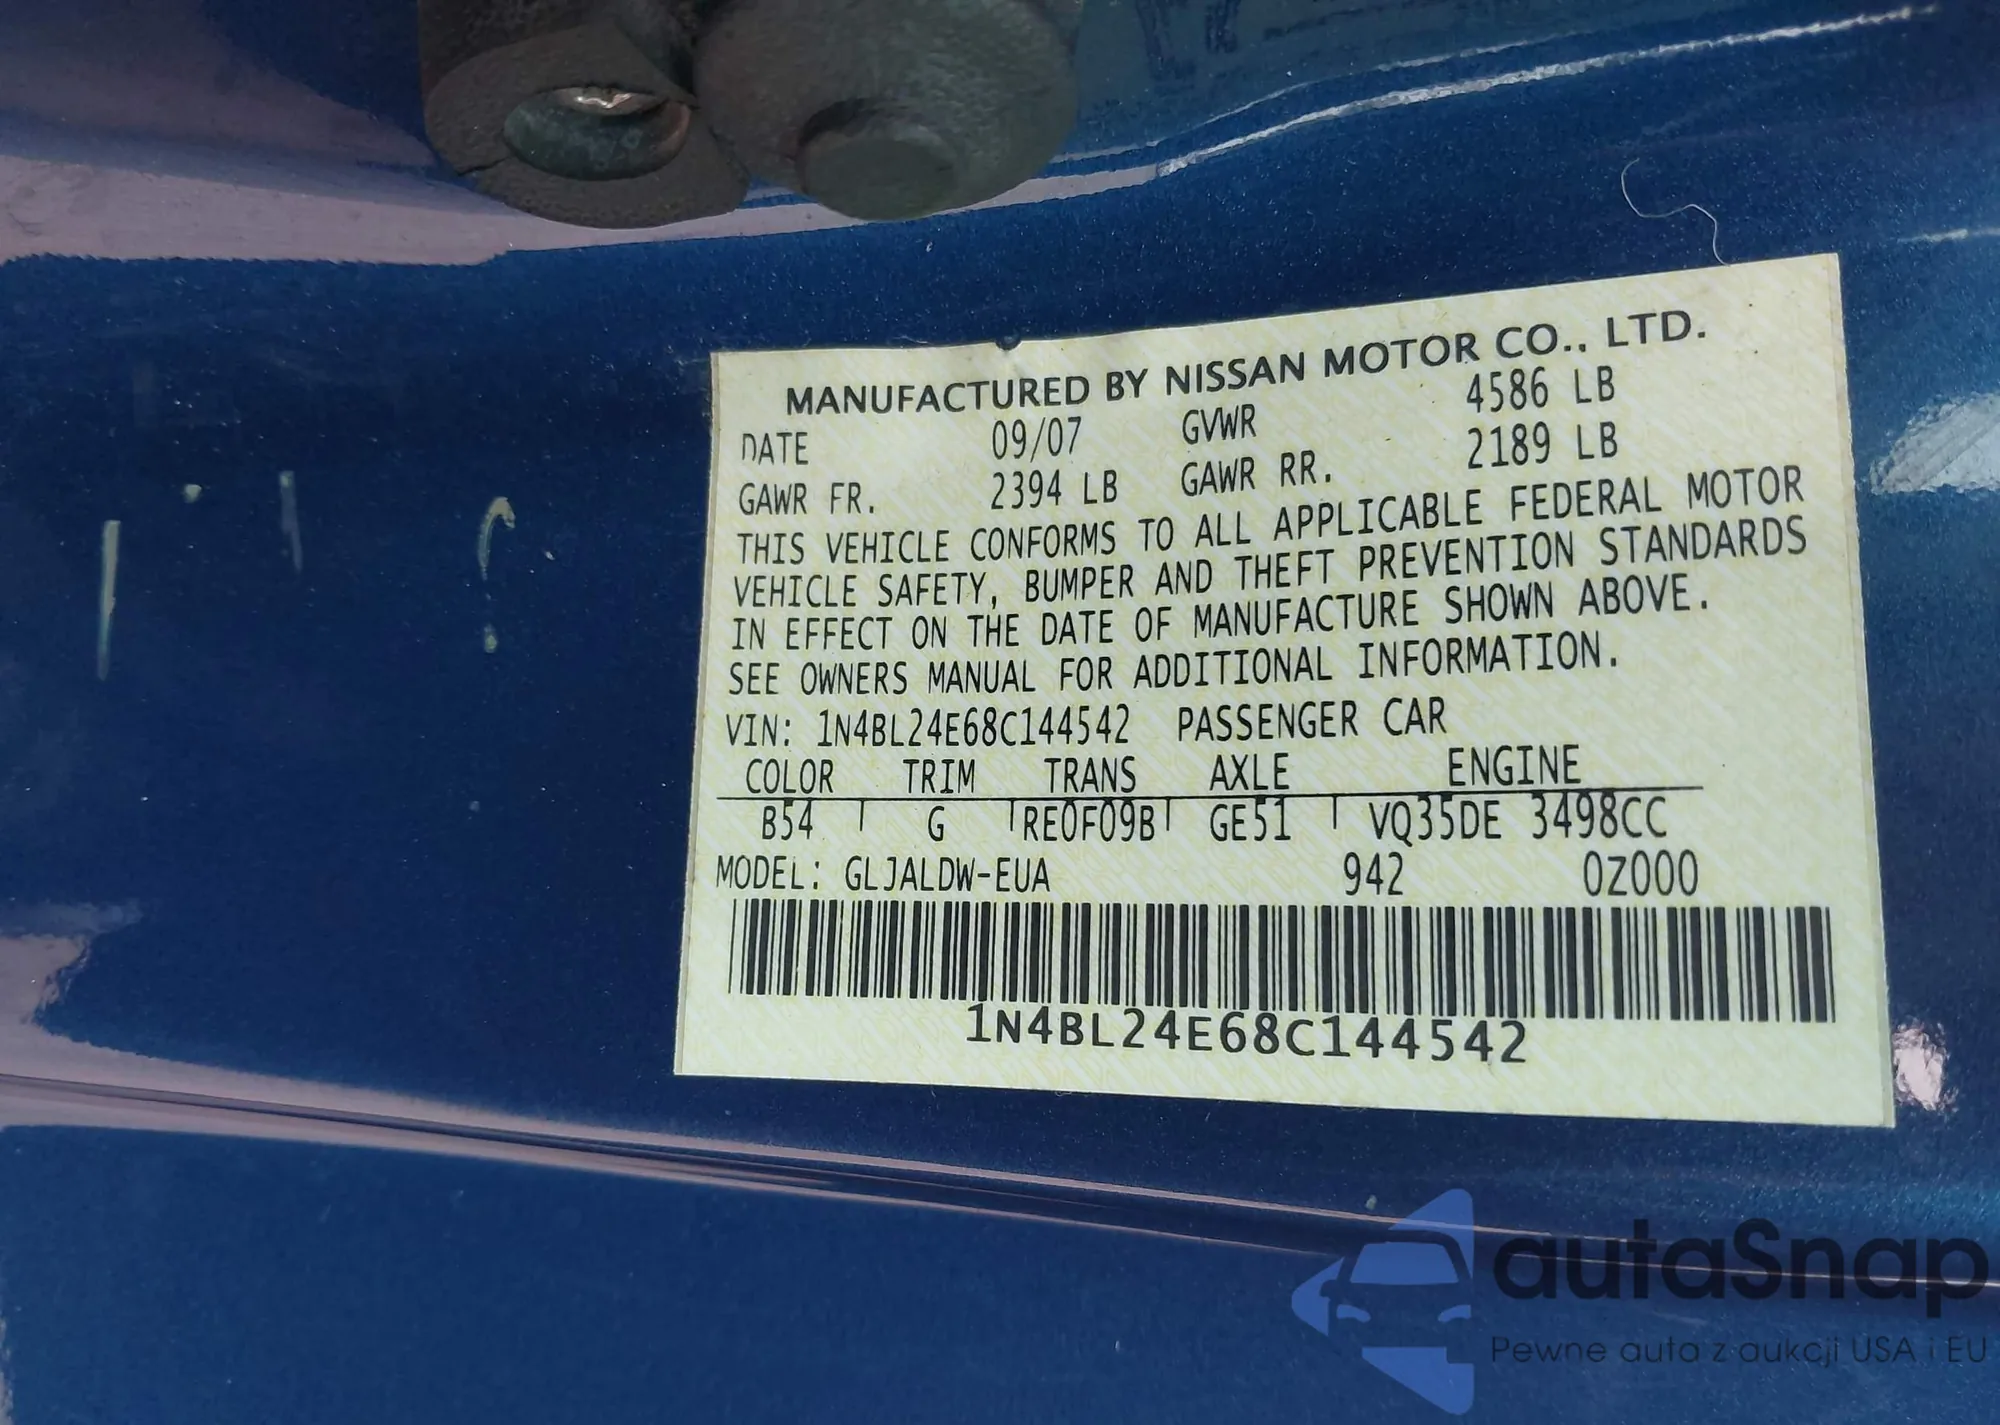 MANUFACTURED BY NISSAN MOTOR CO., LTD.
DATE 09/07 GVWR 4586 LB
GAWR FR. 2394 LB GAWR RR. 2189 LB
THIS VEHICLE CONFORMS TO ALL APPLICABLE FEDERAL MOTOR
VEHICLE SAFETY, BUMPER AND THEFT PREVENTION STANDARDS
IN EFFECT ON THE DATE OF MANUFACTURE SHOWN ABOVE.
SEE OWNERS MANUAL FOR ADDITIONAL INFORMATION.
VIN: 1N4BL24E68C144542 PASSENGER CAR
COLOR TRIM TRANS AXLE ENGINE
B54 G RE0F09B GE51 VQ35DE 3498CC
MODEL: GLJALDW-EUA 942 0Z000
1N4BL24E68C144542
autaSnap
Pewne auta z aukcji USA i EU